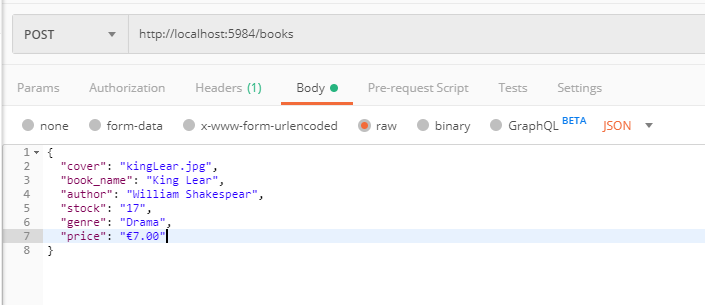 POST http://localhost:5984/books
Params Authorization Headers (1) Body Pre-request Script Tests Settings
none form-data x-www-form-urlencoded raw binary GraphQL BETA JSON
1 {
2 "cover": "kingLear.jpg",
3 "book_name": "King Lear",
4 "author": "William Shakespear",
5 "stock": "17",
6 "genre": "Drama",
7 "price": "€7.00"
8 }